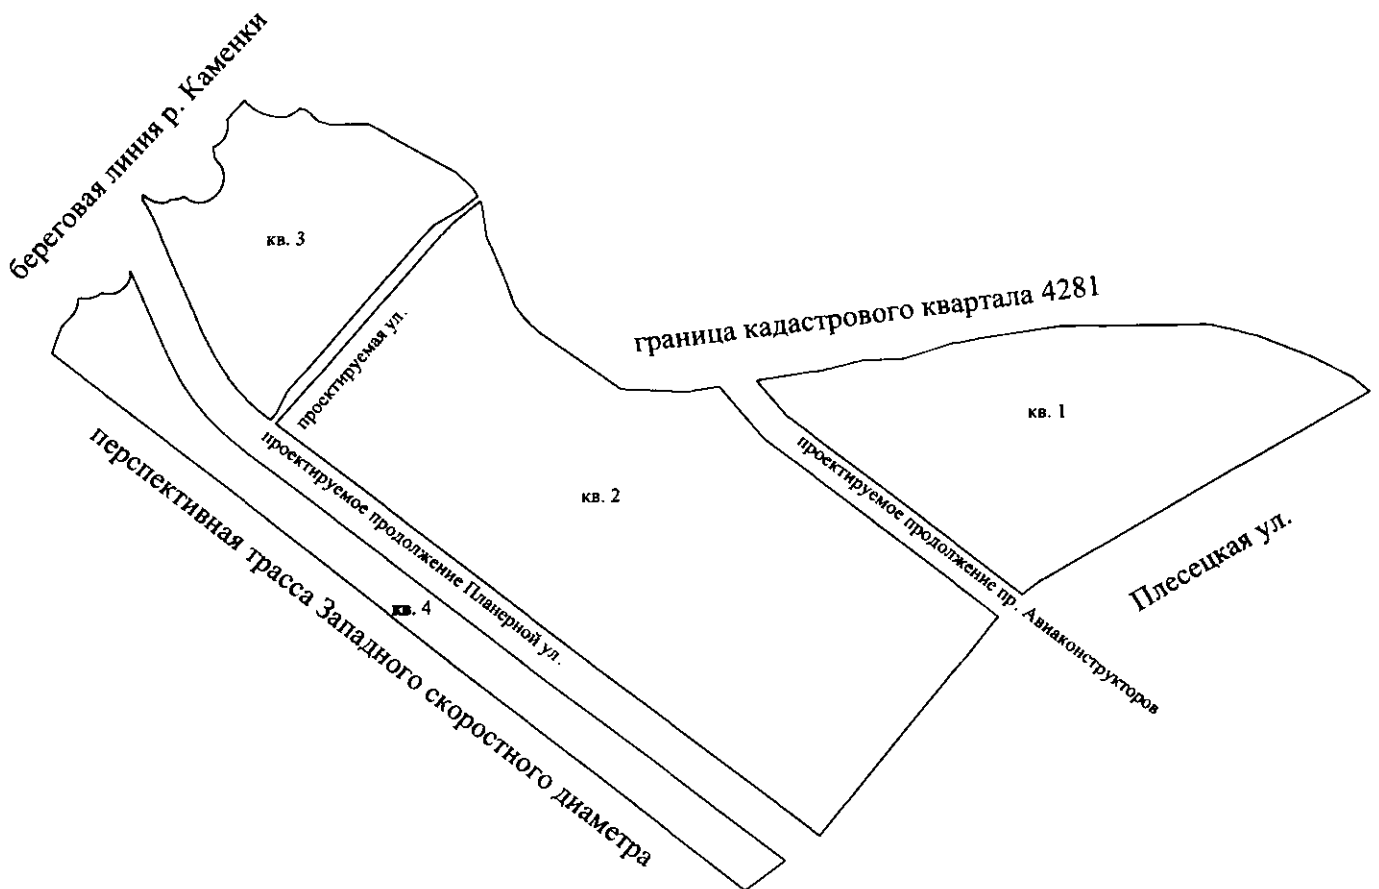 береговая линия р. Каменки
кв. 3
проектируемая ул.
граница кадастрового квартала 4281
кв. 1
проектируемое продолжение Планерной ул.
кв. 2
проектируемое продолжение пр. Авиаконструкторов
Плесецкая ул.
кв. 4
перспективная трасса Западного скоростного диаметра